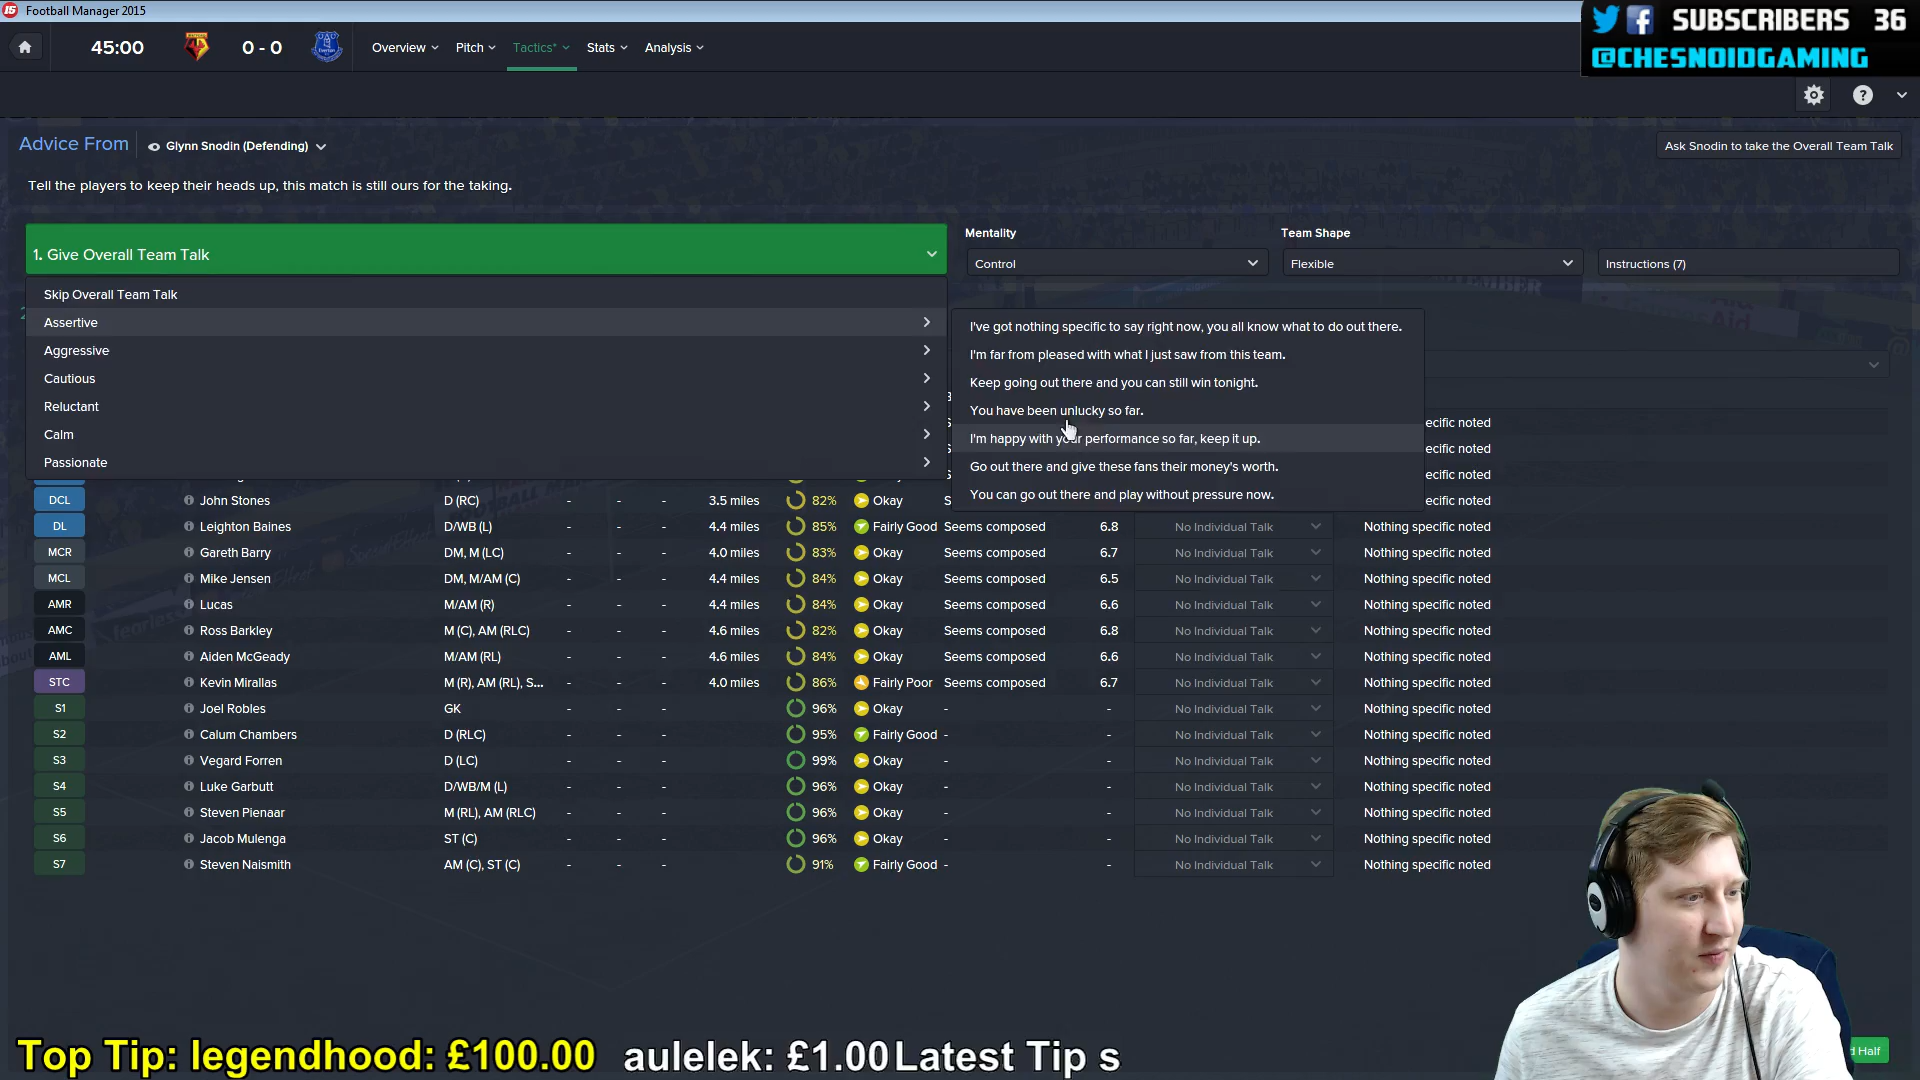 Football Manager 2015
SUBSCRIBERS 36
@CHESNOIDGAMING
45:00 0 - 0 Overview Pitch Tactics* Stats Analysis
Advice From Glynn Snodin (Defending)
Ask Snodin to take the Overall Team Talk
Tell the players to keep their heads up, this match is still ours for the taking.
1. Give Overall Team Talk
Mentality
Control
Team Shape
Flexible
Instructions (7)
Skip Overall Team Talk
Assertive
Aggressive
Cautious
Reluctant
Calm
Passionate
I've got nothing specific to say right now, you all know what to do out there.
I'm far from pleased with what I just saw from this team.
Keep going out there and you can still win tonight.
You have been unlucky so far.
I'm happy with your performance so far, keep it up.
Go out there and give these fans their money's worth.
You can go out there and play without pressure now.
ecific noted
ecific noted
ecific noted
DCL John Stones D (RC) - - - 3.5 miles 82% Okay
DL Leighton Baines D/WB (L) - - - 4.4 miles 85% Fairly Good Seems composed 6.8 No Individual Talk Nothing specific noted
MCR Gareth Barry DM, M (LC) - - - 4.0 miles 83% Okay Seems composed 6.7 No Individual Talk Nothing specific noted
MCL Mike Jensen DM, M/AM (C) - - - 4.4 miles 84% Okay Seems composed 6.5 No Individual Talk Nothing specific noted
AMR Lucas M/AM (R) - - - 4.4 miles 84% Okay Seems composed 6.6 No Individual Talk Nothing specific noted
AMC Ross Barkley M (C), AM (RLC) - - - 4.6 miles 82% Okay Seems composed 6.8 No Individual Talk Nothing specific noted
AML Aiden McGeady M/AM (RL) - - - 4.6 miles 84% Okay Seems composed 6.6 No Individual Talk Nothing specific noted
STC Kevin Mirallas M (R), AM (RL), S... - - - 4.0 miles 86% Fairly Poor Seems composed 6.7 No Individual Talk Nothing specific noted
S1 Joel Robles GK - - - 96% Okay - - No Individual Talk Nothing specific noted
S2 Calum Chambers D (RLC) - - - 95% Fairly Good - - No Individual Talk Nothing specific noted
S3 Vegard Forren D (LC) - - - 99% Okay - - No Individual Talk Nothing specific noted
S4 Luke Garbutt D/WB/M (L) - - - 96% Okay - - No Individual Talk Nothing specific noted
S5 Steven Pienaar M (RL), AM (RLC) - - - 96% Okay - - No Individual Talk Nothing specific noted
S6 Jacob Mulenga ST (C) - - - 96% Okay - - No Individual Talk Nothing specific noted
S7 Steven Naismith AM (C), ST (C) - - - 91% Fairly Good - - No Individual Talk Nothing specific noted
Half
Top Tip: legendhood: £100.00 aulelek: £1.00 Latest Tip s